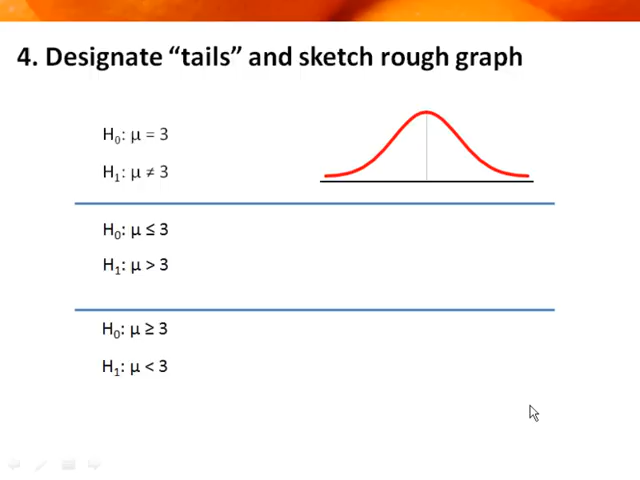 4. Designate “tails” and sketch rough graph
H₀: μ = 3
H₁: μ ≠ 3
H₀: μ ≤ 3
H₁: μ > 3
H₀: μ ≥ 3
H₁: μ < 3